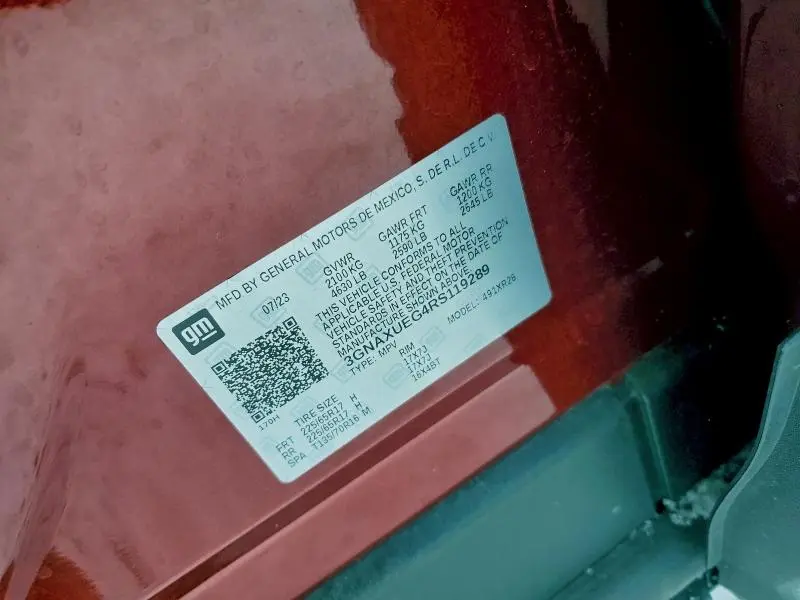 MFD BY GENERAL MOTORS DE MEXICO, S. DE R.L. DE C V.
gm
07/23
GVWR GAWR FRT GAWR RR
2100 KG 1175 KG 1200 KG
4630 LB 2590 LB 2645 LB
THIS VEHICLE CONFORMS TO ALL
APPLICABLE U.S. FEDERAL MOTOR
VEHICLE SAFETY AND THEFT PREVENTION
STANDARDS IN EFFECT ON THE DATE OF
MANUFACTURE SHOWN ABOVE.
3GNAXUEG4RS119289
TYPE: MPV MODEL: 491XR26
170H
TIRE SIZE RIM
FRT 225/65R17 H 17X7J
RR 225/65R17 H 17X7J
SPA T135/70R16 M 16X4BT